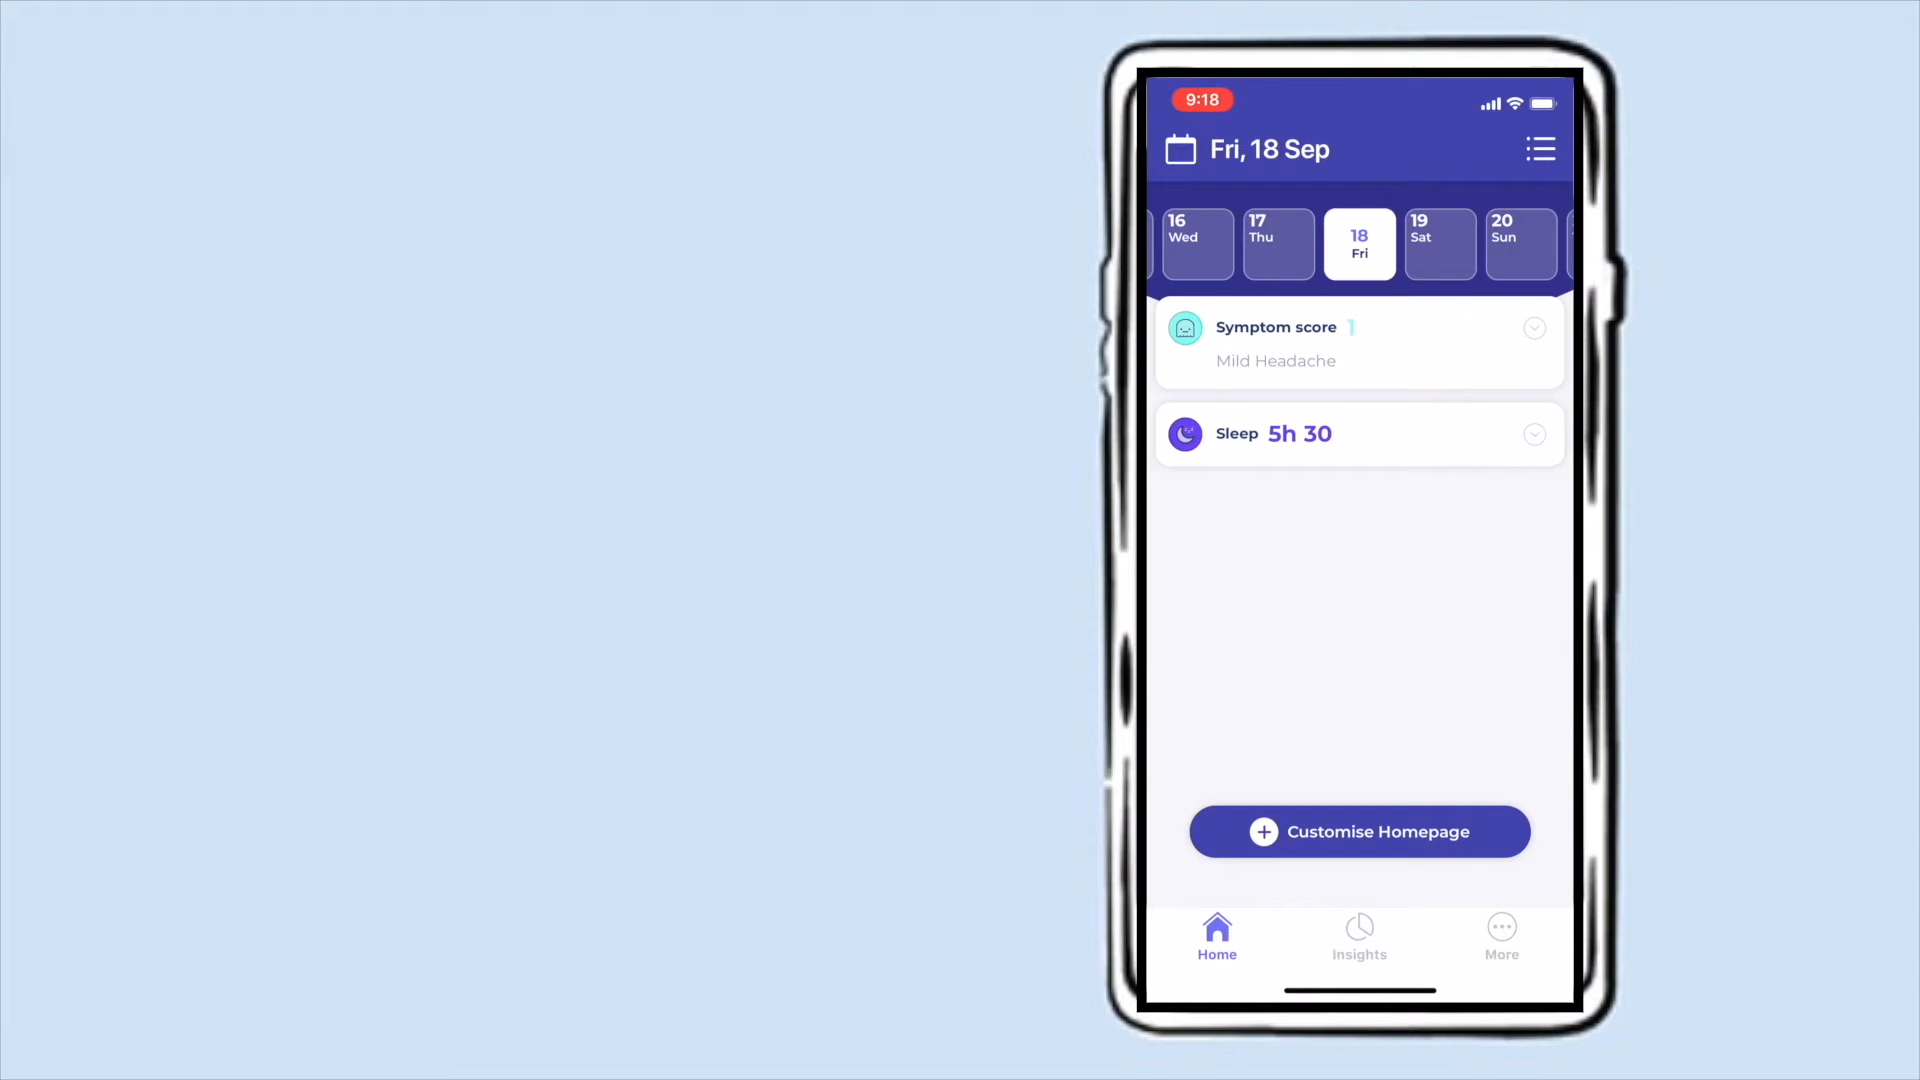 9:18
Fri, 18 Sep
16 Wed
17 Thu
18 Fri
19 Sat
20 Sun
Symptom score 1
Mild Headache
Sleep 5h 30
Customise Homepage
Home
Insights
More